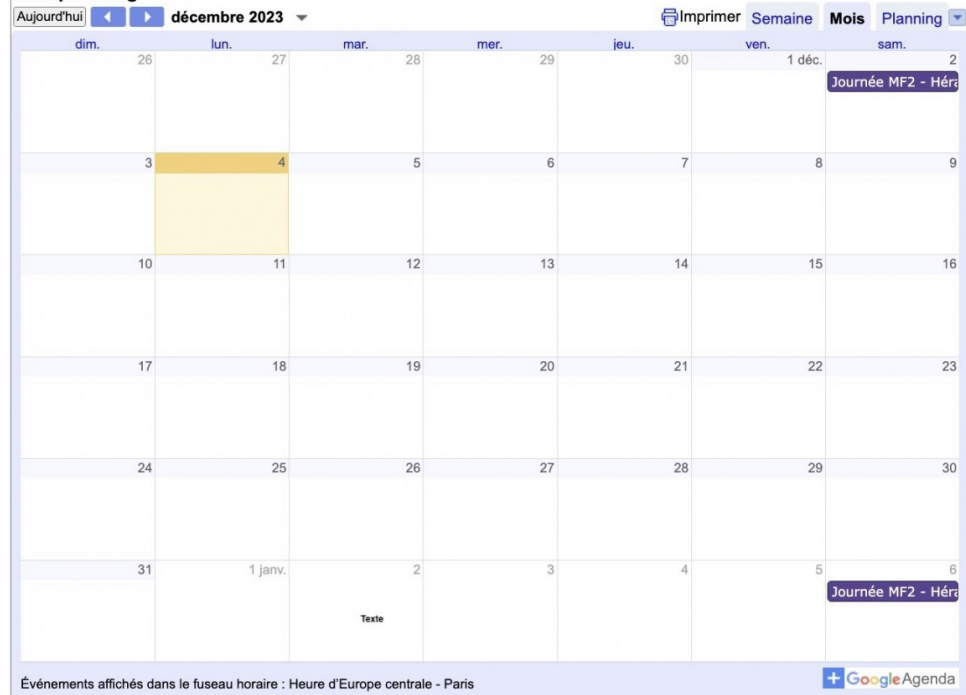 Aujourd'hui décembre 2023 Imprimer Semaine Mois Planning
dim. lun. mar. mer. jeu. ven. sam.
26 27 28 29 30 1 déc. 2
Journée MF2 - Héra
3 4 5 6 7 8 9
10 11 12 13 14 15 16
17 18 19 20 21 22 23
24 25 26 27 28 29 30
31 1 janv. 2 3 4 5 6
Journée MF2 - Héra
Texte
Événements affichés dans le fuseau horaire : Heure d'Europe centrale - Paris
Google Agenda